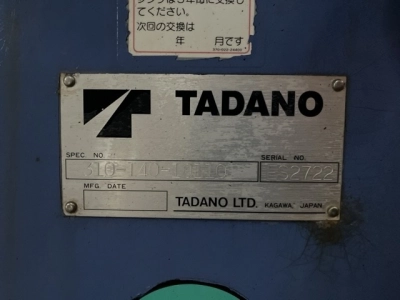 てください。
次回の交換は
年 月です
TADANO
SPEC. NO. SERIAL NO.
MFG. DATE
TADANO LTD. KAGAWA, JAPAN